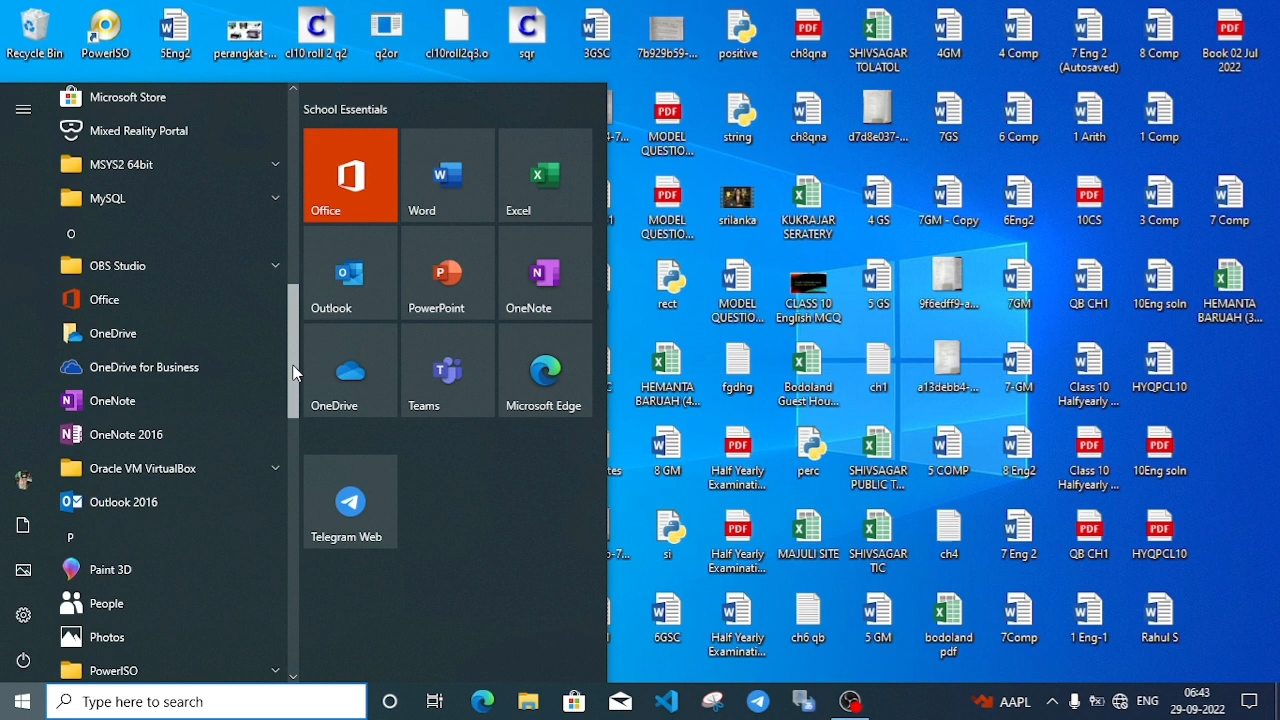 Recycle Bin
PowerISO
5Eng2
perangkat-...
cl10 roll 2 q2
q2or
cl10roll2q3.o
sqr
3GSC
7b929b59-...
positive
ch8qna
SHIVSAGAR
TOLATOL
4GM
4 Comp
7 Eng 2
(Autosaved)
8 Comp
Book 02 Jul
2022
Microsoft Store
Mixed Reality Portal
MSYS2 64bit
O
OBS Studio
Office
OneDrive
OneDrive for Business
OneNote
OneNote 2016
Oracle VM VirtualBox
Outlook 2016
P
Paint 3D
People
Photos
PowerISO
School Essentials
Office
Word
Excel
Outlook
PowerPoint
OneNote
OneDrive
Teams
Microsoft Edge
gram Web
4-7...
MODEL
QUESTIO...
string
ch8qna
d7d8e037-...
7GS
6 Comp
1 Arith
1 Comp
MODEL
QUESTIO...
srilanka
KUKRAJAR
SERATERY
4 GS
7GM - Copy
6Eng2
10CS
3 Comp
7 Comp
rect
MODEL
QUESTIO...
CLASS 10
English MCQ
5 GS
9f6edff9-a...
7GM
QB CH1
10Eng soln
HEMANTA
BARUAH (3...
HEMANTA
BARUAH (4...
fgdhg
Bodoland
Guest Hou...
ch1
a13debb4-...
7-GM
Class 10
Halfyearly ...
HYQPCL10
tes
8 GM
Half Yearly
Examinati...
perc
SHIVSAGAR
PUBLIC T...
5 COMP
8 Eng2
Class 10
Halfyearly ...
10Eng soln
b-7...
si
Half Yearly
Examinati...
MAJULI SITE
SHIVSAGAR
TIC
ch4
7 Eng 2
QB CH1
HYQPCL10
6GSC
Half Yearly
Examinati...
ch6 qb
5 GM
bodoland
pdf
7Comp
1 Eng-1
Rahul S
Type here to search
AAPL
ENG
06:43
29-09-2022